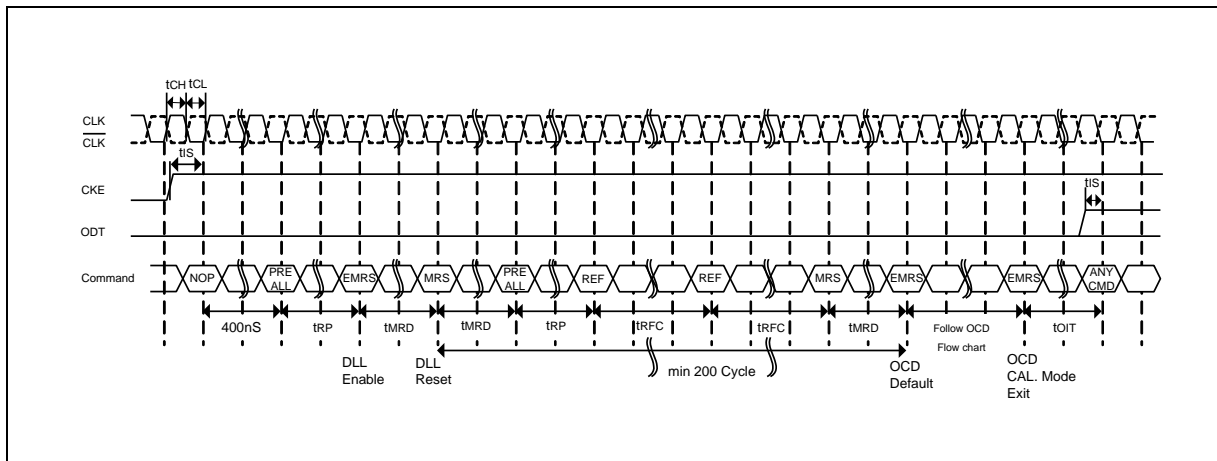 tCH tCL
CLK
CLK
tIS
CKE
tIS
ODT
Command NOP PRE ALL EMRS MRS PRE ALL REF REF MRS EMRS EMRS ANY CMD
400nS tRP tMRD tMRD tRP tRFC tRFC tMRD Follow OCD Flow chart tOIT
DLL Enable
DLL Reset
min 200 Cycle
OCD Default
OCD CAL. Mode Exit